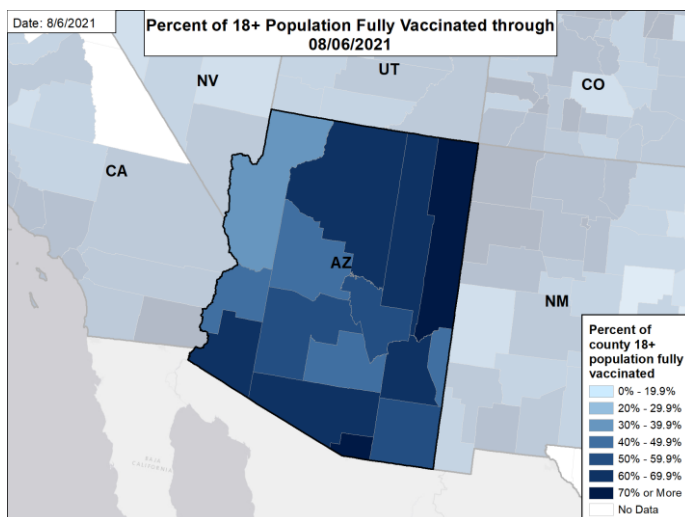 Date: 8/6/2021
Percent of 18+ Population Fully Vaccinated through
08/06/2021
NV
UT
CO
CA
AZ
NM
BAJA
CALIFORNIA
Percent of
county 18+
population fully
vaccinated
0% - 19.9%
20% - 29.9%
30% - 39.9%
40% - 49.9%
50% - 59.9%
60% - 69.9%
70% or More
No Data